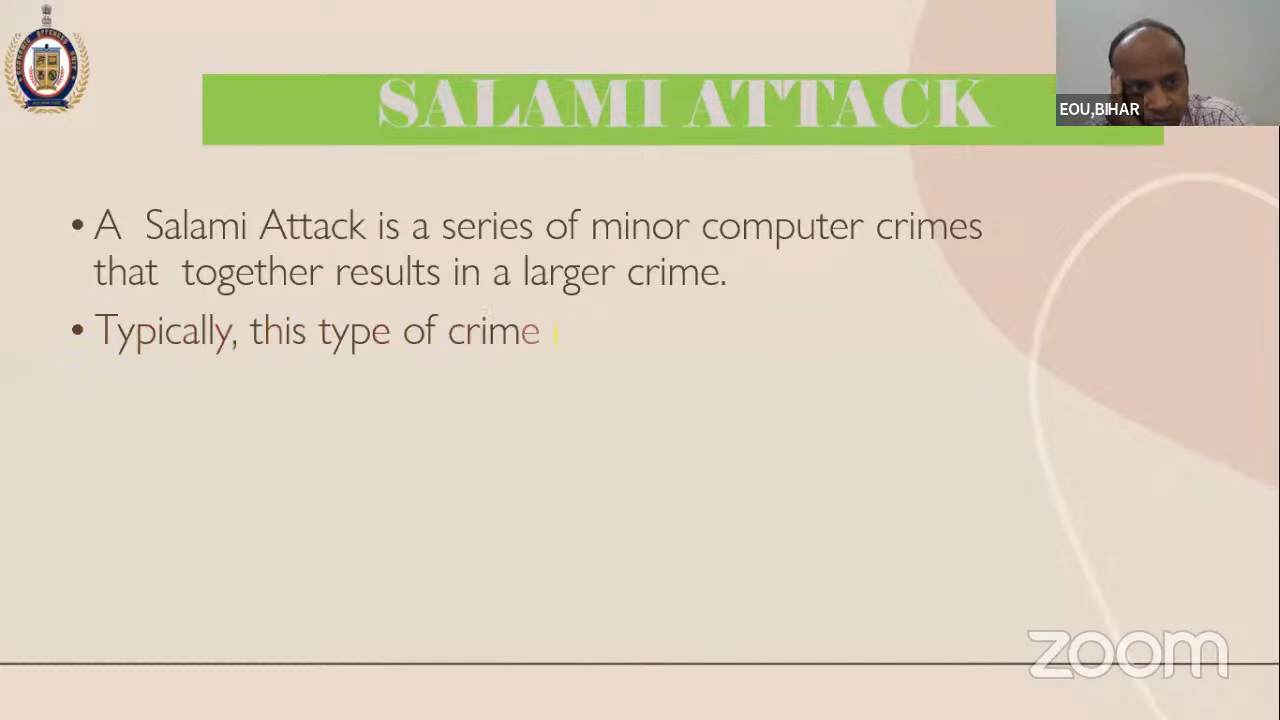 SALAMI ATTACK
EOU,BIHAR
• A Salami Attack is a series of minor computer crimes
that together results in a larger crime.
• Typically, this type of crime
zoom